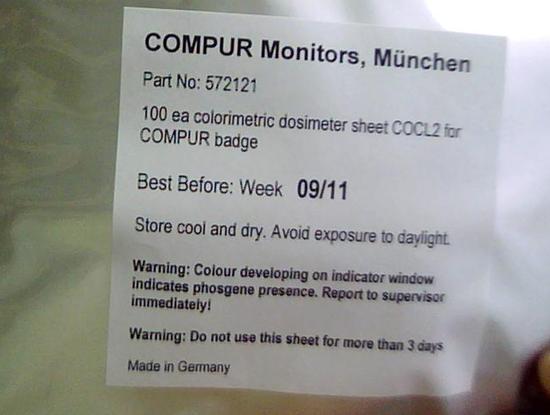 COMPUR Monitors, München
Part No: 572121
100 ea colorimetric dosimeter sheet COCL2 for
COMPUR badge
Best Before: Week 09/11
Store cool and dry. Avoid exposure to daylight.
Warning: Colour developing on indicator window
indicates phosgene presence. Report to supervisor
immediately!
Warning: Do not use this sheet for more than 3 days
Made in Germany